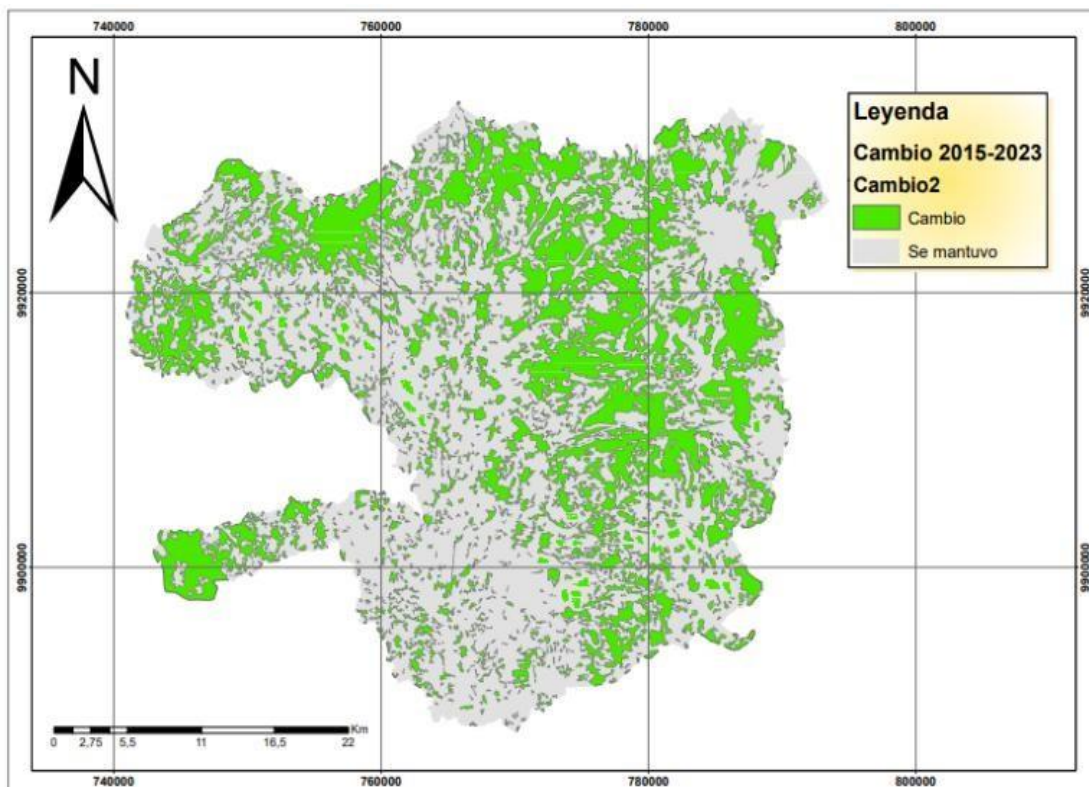 740000 760000 780000 800000
N
Leyenda
Cambio 2015-2023
Cambio2
Cambio
Se mantuvo
9920000 9920000
9900000 9900000
Km
0 2,75 5,5 11 16,5 22
740000 760000 780000 800000